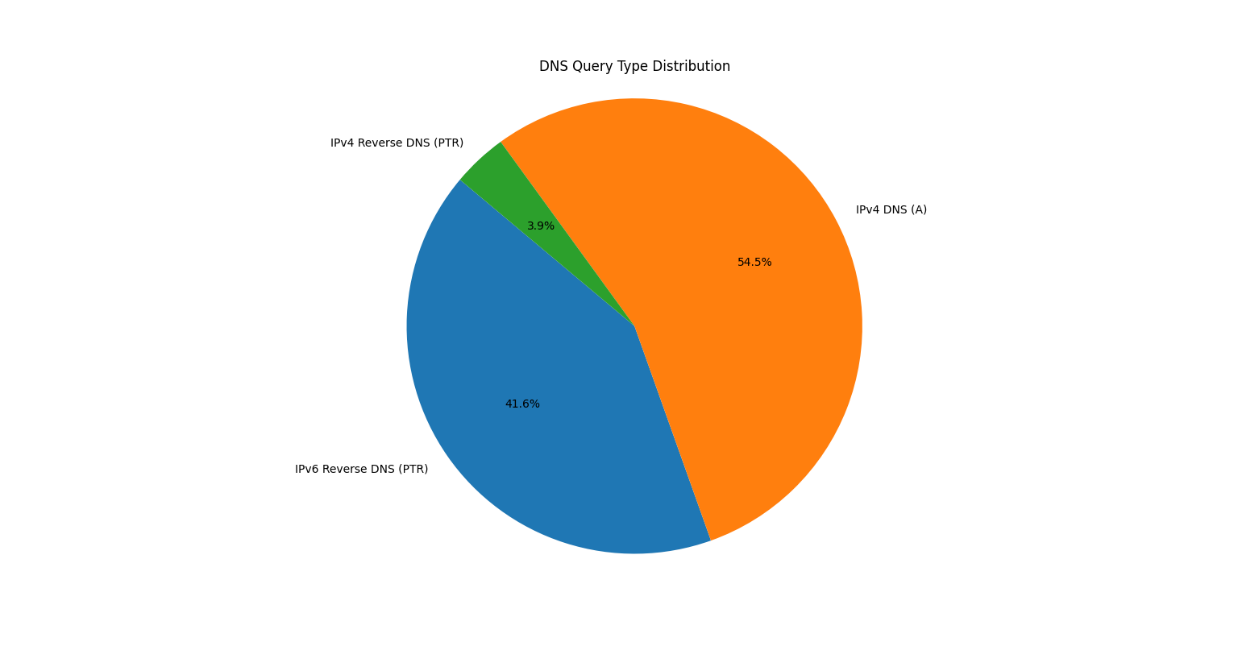 DNS Query Type Distribution
IPv4 Reverse DNS (PTR)
IPv4 DNS (A)
3.9%
54.5%
41.6%
IPv6 Reverse DNS (PTR)